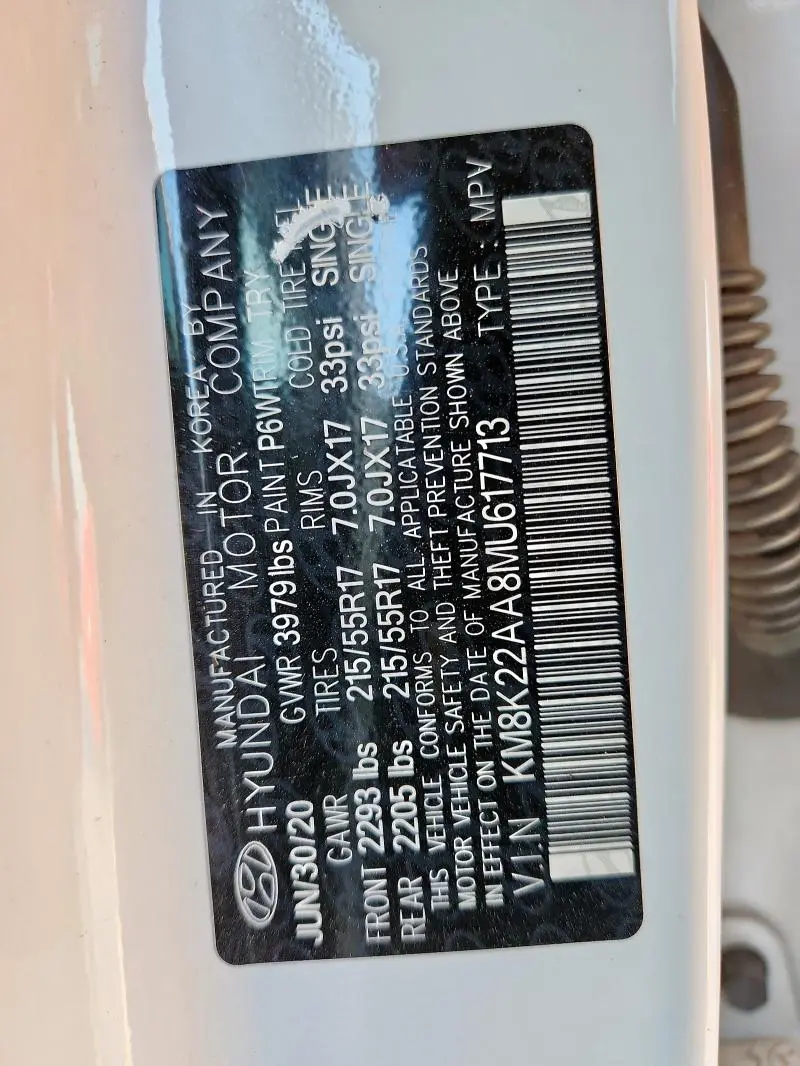 MANUFACTURED IN KOREA BY
HYUNDAI MOTOR COMPANY
JUN/30/20 GVWR 3979 lbs PAINT P6W TRIM TRY
GAWR TIRES RIMS COLD TIRE
FRONT 2293 lbs 215/55R17 7.0JX17 33psi SINGLE
REAR 2205 lbs 215/55R17 7.0JX17 33psi SINGLE
THIS VEHICLE CONFORMS TO ALL APPLICATABLE U.S.
MOTOR VEHICLE SAFETY AND THEFT PREVENTION STANDARDS
IN EFFECT ON THE DATE OF MANUFACTURE SHOWN ABOVE
V.I.N KM8K22AA8MU617713 TYPE : MPV